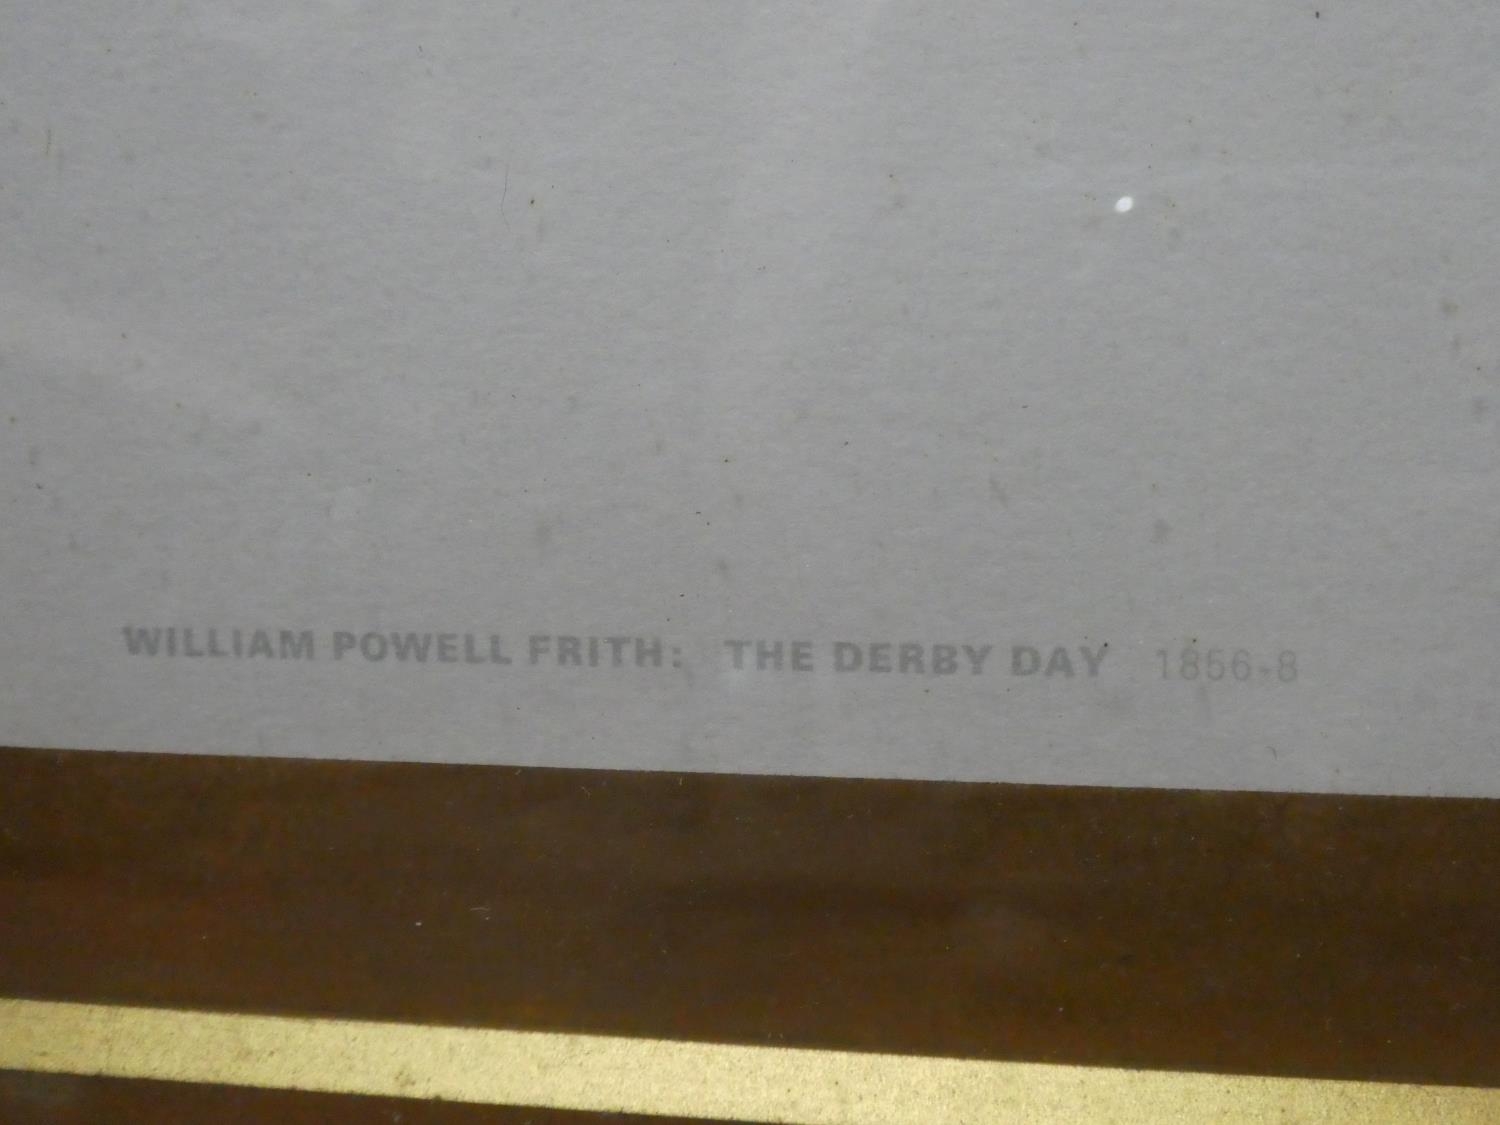 WILLIAM POWELL FRITH: THE DERBY DAY 1856-8